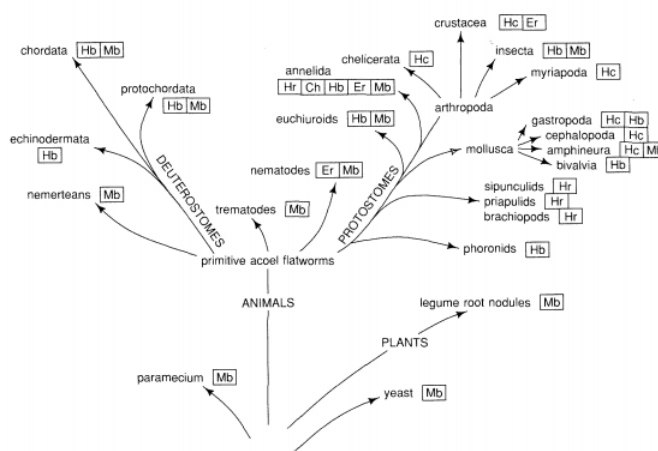 crustacea Hc Er
chordata Hb Mb
insecta Hb Mb
chelicerata Hc
annelida
Hr Ch Hb Er Mb
myriapoda Hc
protochordata
Hb Mb
arthropoda
gastropoda Hc Hb
euchiuroids Hb Mb
cephalopoda Hc
echinodermata
Hb
mollusca
amphineura Hc
bivalvia Hb
DEUTEROSTOMES
nematodes Er Mb
PROTOSTOMES
sipunculids Hr
nemerteans Mb
priapulids Hr
trematodes Mb
brachiopods Hr
phoronids Hb
primitive acoel flatworms
ANIMALS
legume root nodules Mb
PLANTS
paramecium Mb
yeast Mb